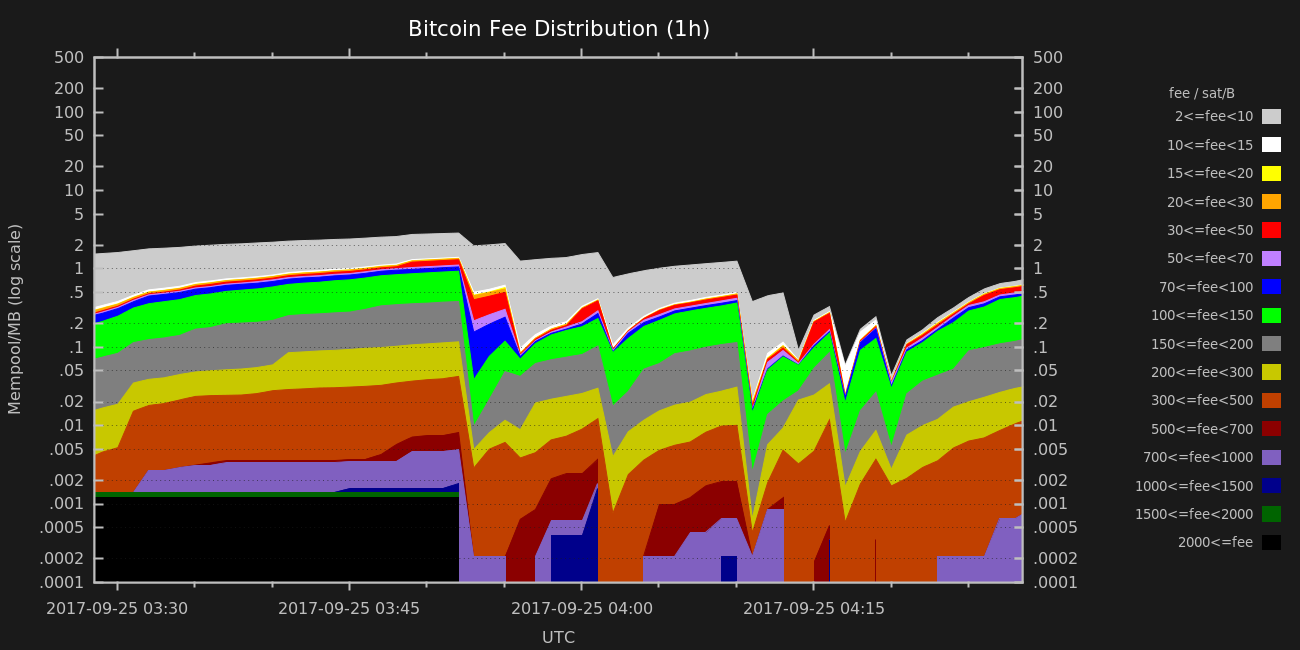 Bitcoin Fee Distribution (1h)
500
200
100
50
20
10
5
2
1
.5
.2
.1
.05
.02
.01
.005
.002
.001
.0005
.0002
.0001
Mempool/MB (log scale)
500
200
100
50
20
10
5
2
1
.5
.2
.1
.05
.02
.01
.005
.002
.001
.0005
.0002
.0001
2017-09-25 03:30 2017-09-25 03:45 2017-09-25 04:00 2017-09-25 04:15
UTC
fee / sat/B
2<=fee<10
10<=fee<15
15<=fee<20
20<=fee<30
30<=fee<50
50<=fee<70
70<=fee<100
100<=fee<150
150<=fee<200
200<=fee<300
300<=fee<500
500<=fee<700
700<=fee<1000
1000<=fee<1500
1500<=fee<2000
2000<=fee